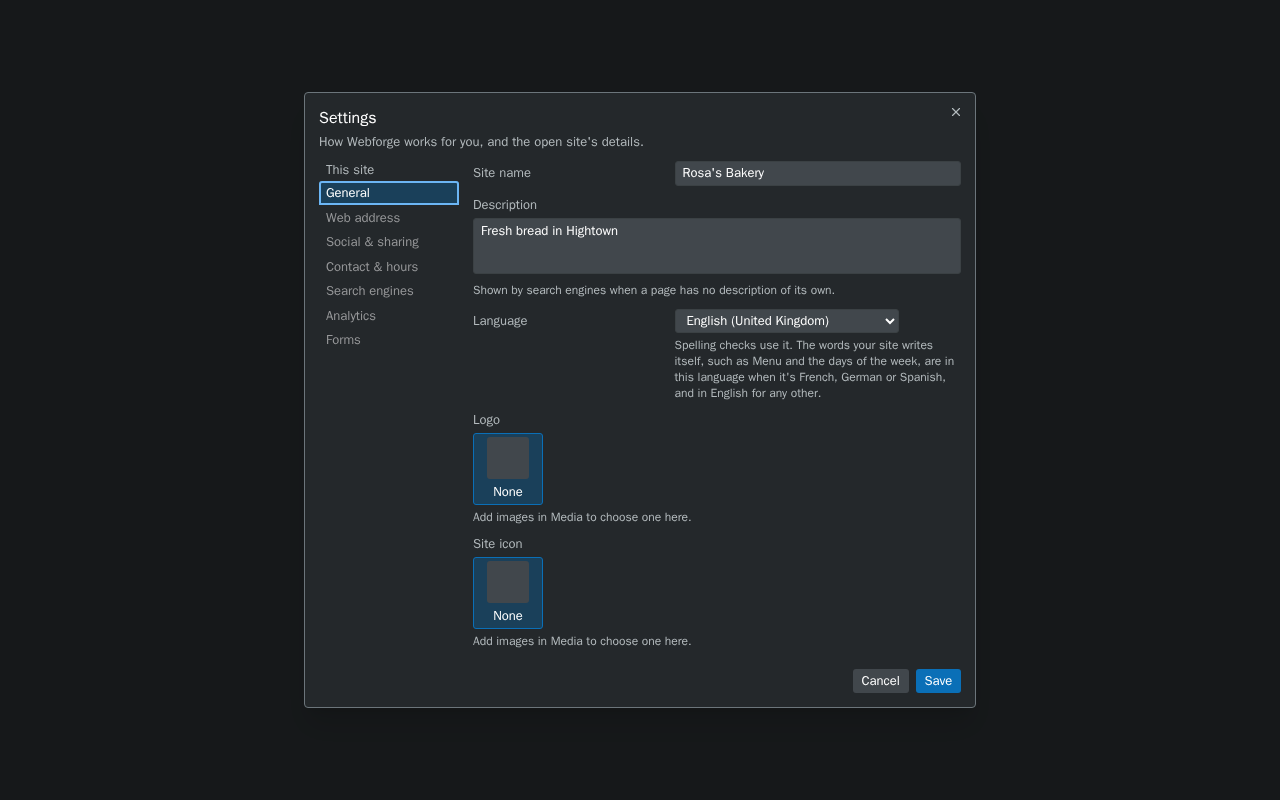 Settings
How Webforge works for you, and the open site's details.
This site
General
Web address
Social & sharing
Contact & hours
Search engines
Analytics
Forms
Site name
Rosa's Bakery
Description
Fresh bread in Hightown
Shown by search engines when a page has no description of its own.
Language
English (United Kingdom)
Spelling checks use it. The words your site writes
itself, such as Menu and the days of the week, are in
this language when it's French, German or Spanish,
and in English for any other.
Logo
None
Add images in Media to choose one here.
Site icon
None
Add images in Media to choose one here.
Cancel
Save